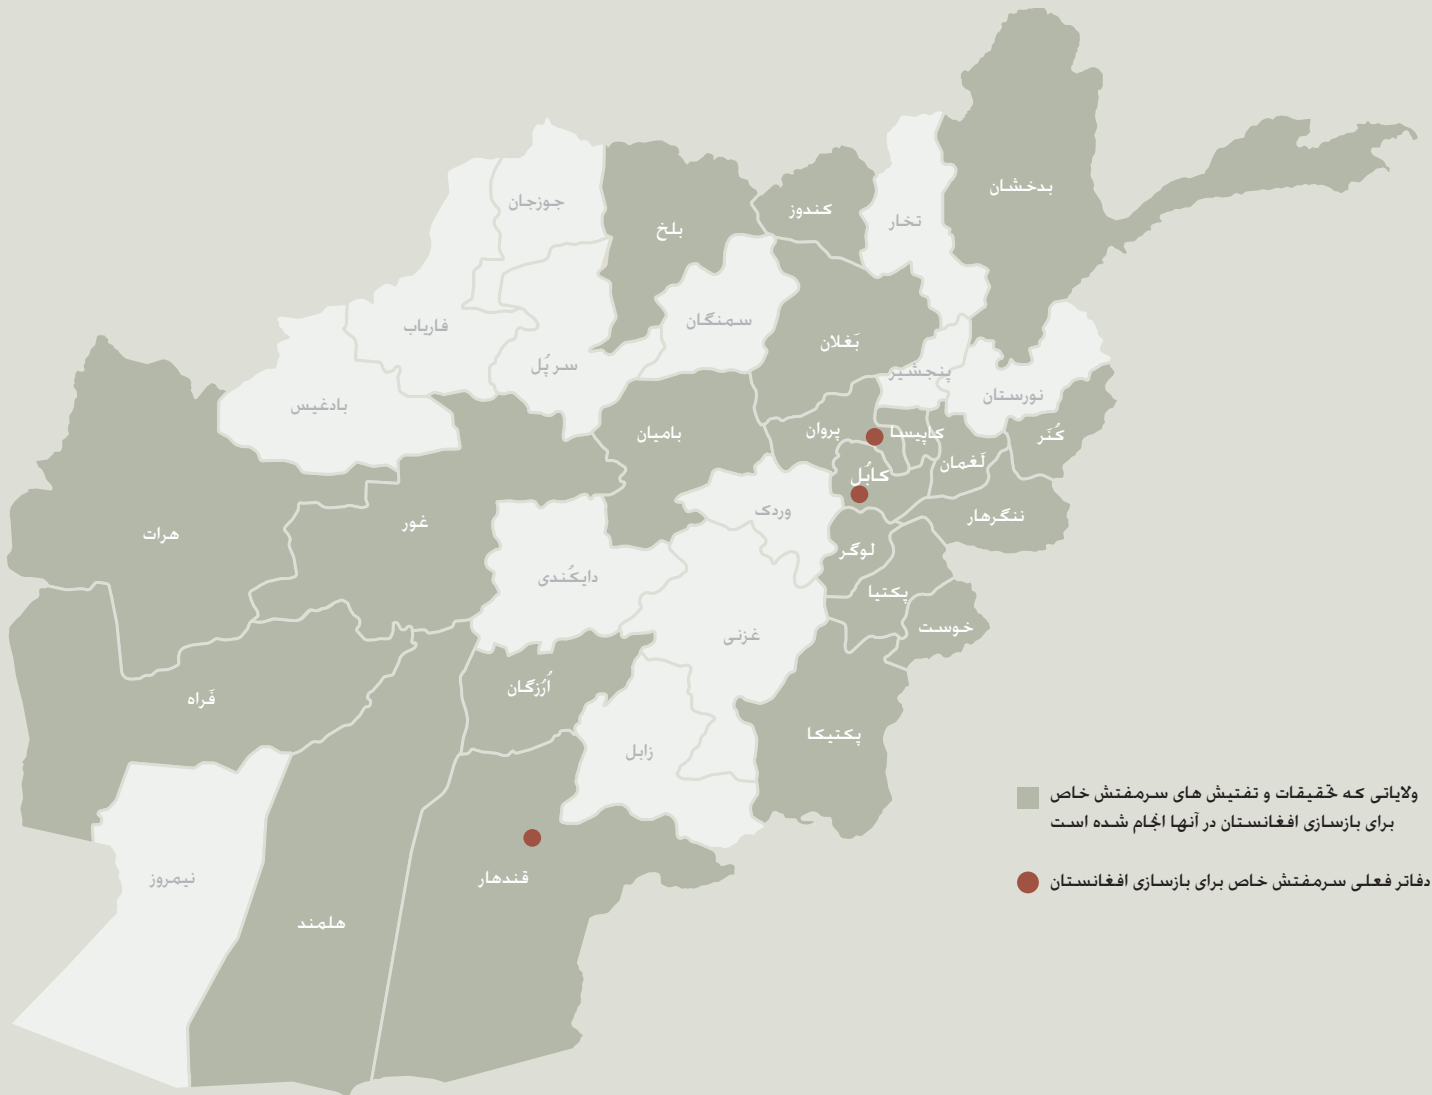 بدخشان
جوزجان
کندوز
تخار
بلخ
سمنگان
فاریاب
بَغلان
سر پُل
پنجشیر
نورستان
بادغیس
بامیان
پروان
کاپیسا
کُنَر
لَغمان
کابُل
وردک
ننگرهار
غور
هرات
لوگر
دایکُندی
پکتیا
خوست
غزنی
اُرُزگان
فَراه
پکتیکا
زابل
ولایاتی که تحقیقات و تفتیش های سرمفتش خاص
برای بازسازی افغانستان در آنها انجام شده است
قندهار
نیمروز
دفاتر فعلی سرمفتش خاص برای بازسازی افغانستان
هلمند